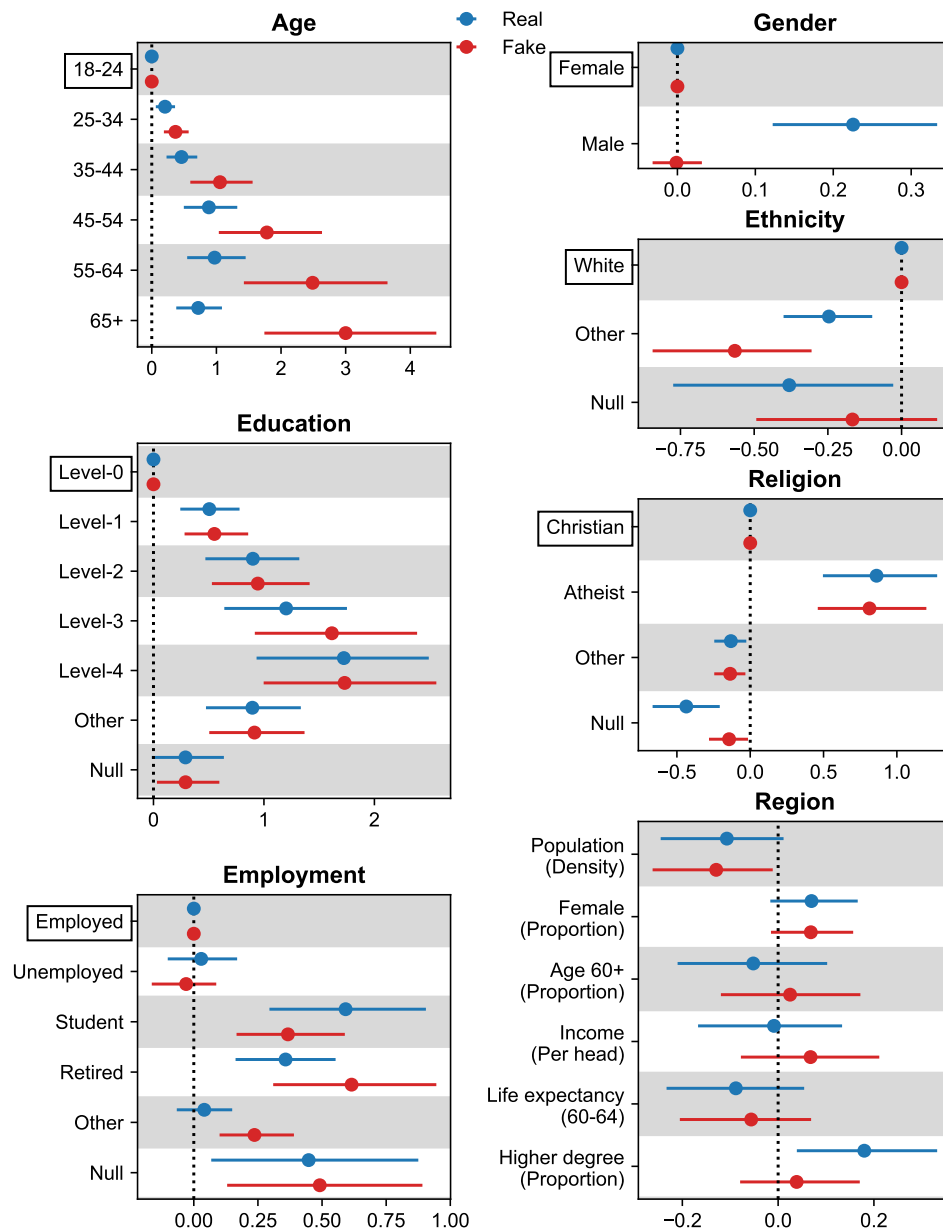 Age
Real
Fake
18-24
25-34
35-44
45-54
55-64
65+
0 1 2 3 4
Education
Level-0
Level-1
Level-2
Level-3
Level-4
Other
Null
0 1 2
Employment
Employed
Unemployed
Student
Retired
Other
Null
0.00 0.25 0.50 0.75 1.00
Gender
Female
Male
0.0 0.1 0.2 0.3
Ethnicity
White
Other
Null
−0.75 −0.50 −0.25 0.00
Religion
Christian
Atheist
Other
Null
−0.5 0.0 0.5 1.0
Region
Population
(Density)
Female
(Proportion)
Age 60+
(Proportion)
Income
(Per head)
Life expectancy
(60-64)
Higher degree
(Proportion)
−0.2 0.0 0.2